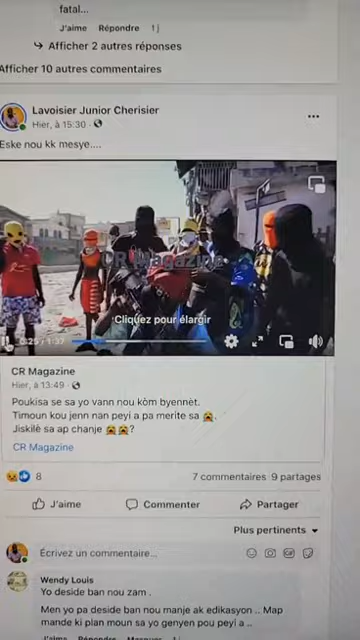 fatal...
J'aime Répondre 1
Afficher 2 autres réponses
Afficher 10 autres commentaires
Lavoisier Junior Cherisier
Hier, à 15:30
Eske nou kk mesye....
CR Magazine
Cliquez pour élargir
0:25 / 1:37
CR Magazine
Hier, à 13:49
Poukisa se sa yo vann nou kòm byennèt.
Timoun kou jenn nan peyi a pa merite sa 😭.
Jiskilè sa ap chanje 😭😭?
CR Magazine
8
7 commentaires 9 partages
J'aime Commenter Partager
Plus pertinents
Écrivez un commentaire...
Wendy Louis
Yo deside ban nou zam .
Men yo pa deside ban nou manje ak edikasyon .. Map
mande ki plan moun sa yo genyen pou peyi a ..
J'aime Répondre Masquer 1j